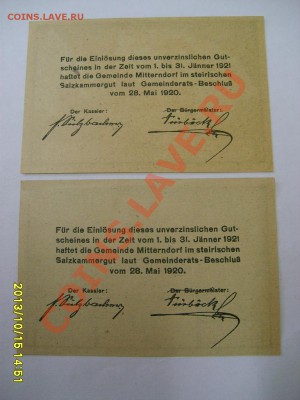 COINS.LAVE.RU
Für die Einlösung dieses unverzinslichen Gut-
scheines in der Zeit vom 1. bis 31. Jänner 1921
haftet die Gemeinde Mitterndorf im steirischen
Salzkammergut laut Gemeinderats-Beschluß
vom 28. Mai 1920.
Der Kassier: Der Bürgermeister:
Für die Einlösung dieses unverzinslichen Gut-
scheines in der Zeit vom 1. bis 31. Jänner 1921
haftet die Gemeinde Mitterndorf im steirischen
Salzkammergut laut Gemeinderats-Beschluß
vom 28. Mai 1920.
Der Kassier: Der Bürgermeister:
COINS.LAVE.RU
2013/10/15 14:51